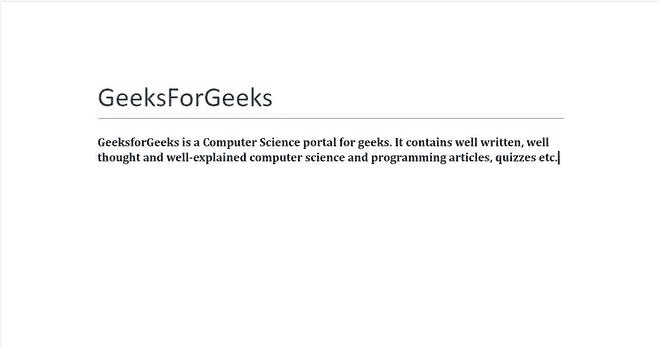 GeeksForGeeks
GeeksforGeeks is a Computer Science portal for geeks. It contains well written, well
thought and well-explained computer science and programming articles, quizzes etc.